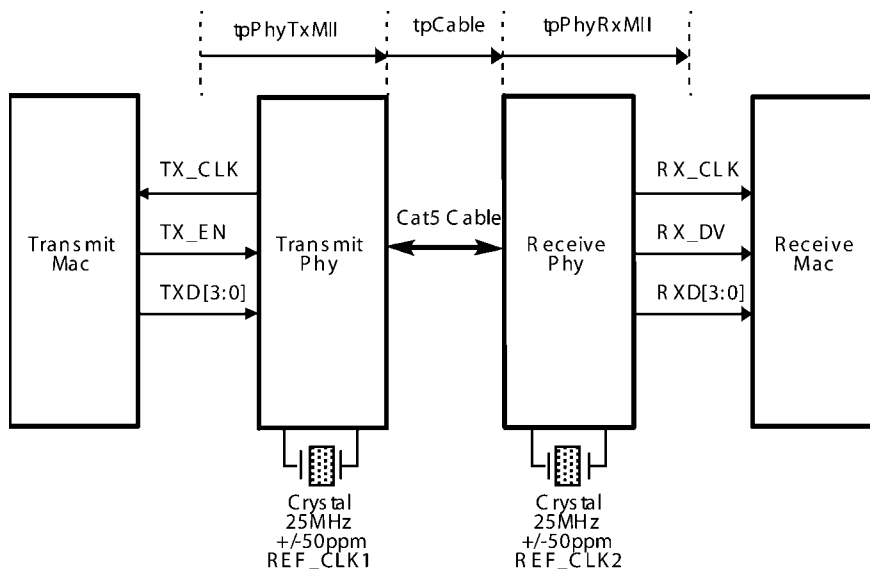 tpPhyTxMII
tpCable
tpPhyRxMII
TX_CLK
TX_EN
TXD[3:0]
Transmit
Mac
Transmit
Phy
Cat5 Cable
Receive
Phy
RX_CLK
RX_DV
RXD[3:0]
Receive
Mac
Crystal
25MHz
+/-50ppm
REF_CLK1
Crystal
25MHz
+/-50ppm
REF_CLK2